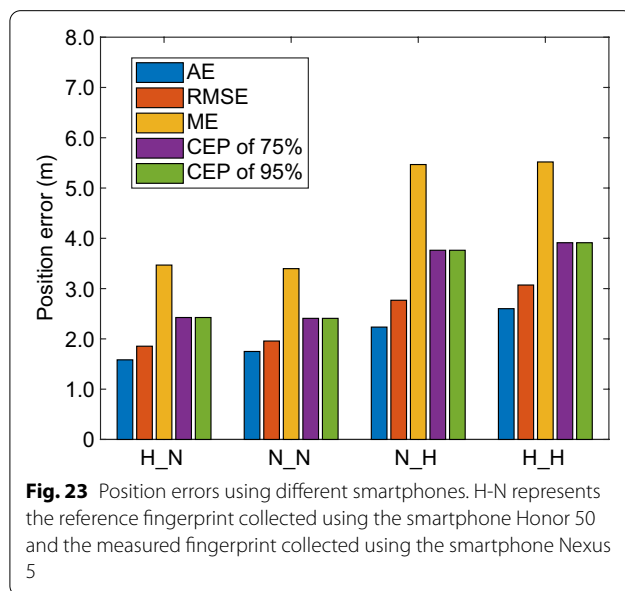 8.0
7.0
6.0
5.0
4.0
3.0
2.0
1.0
0
Position error (m)
AE
RMSE
ME
CEP of 75%
CEP of 95%
H_N N_N N_H H_H
Fig. 23 Position errors using different smartphones. H-N represents
the reference fingerprint collected using the smartphone Honor 50
and the measured fingerprint collected using the smartphone Nexus
5